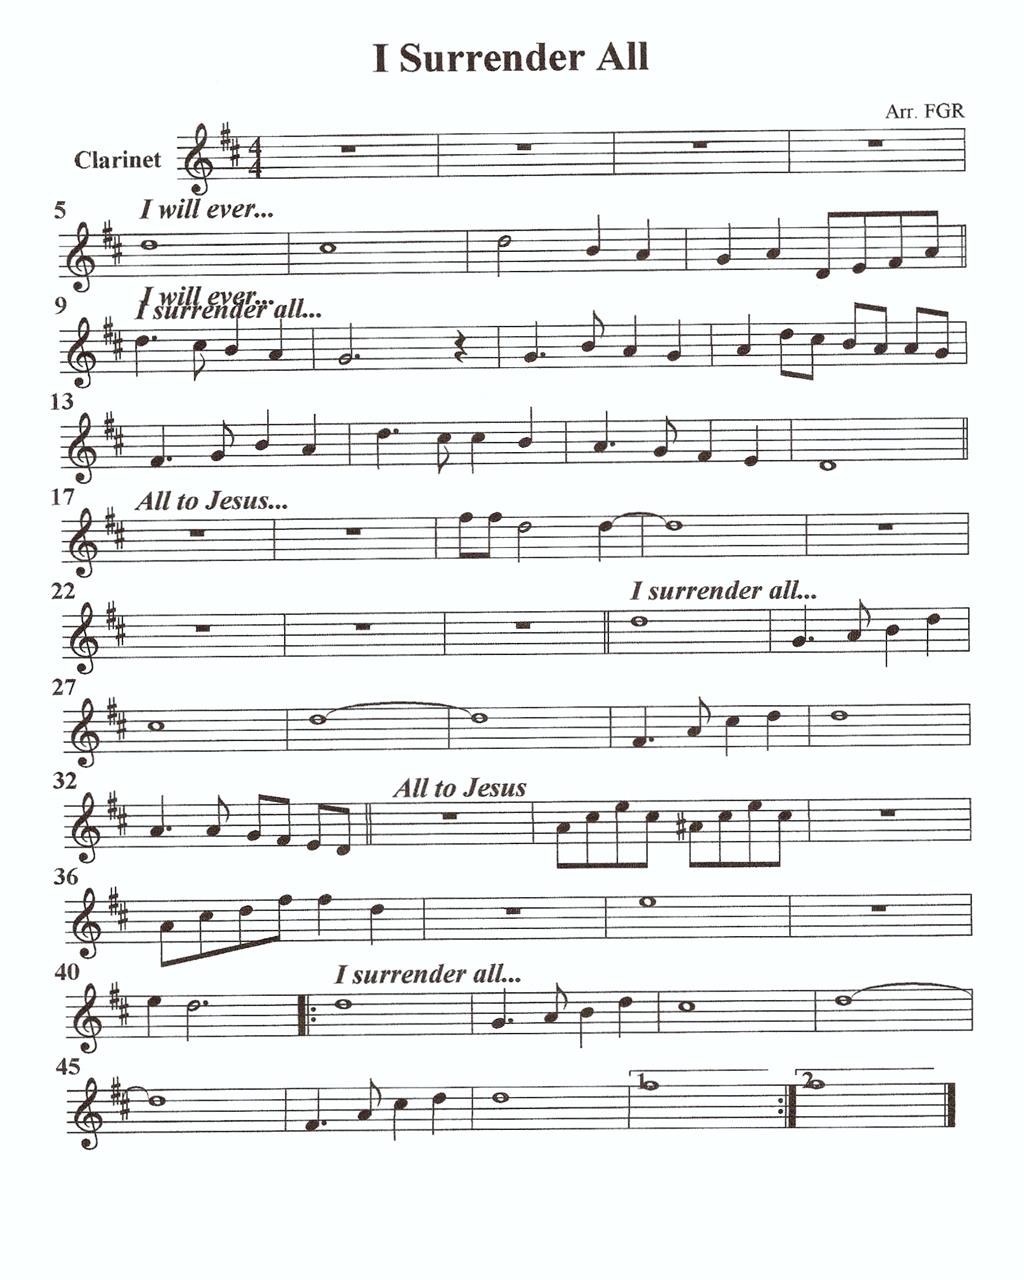 I Surrender All
Arr. FGR
Clarinet
4
4
5
I will ever...
9
I will ever...
I surrender all...
13
17
All to Jesus...
22
I surrender all...
27
32
All to Jesus
36
40
I surrender all...
45
1.
2.